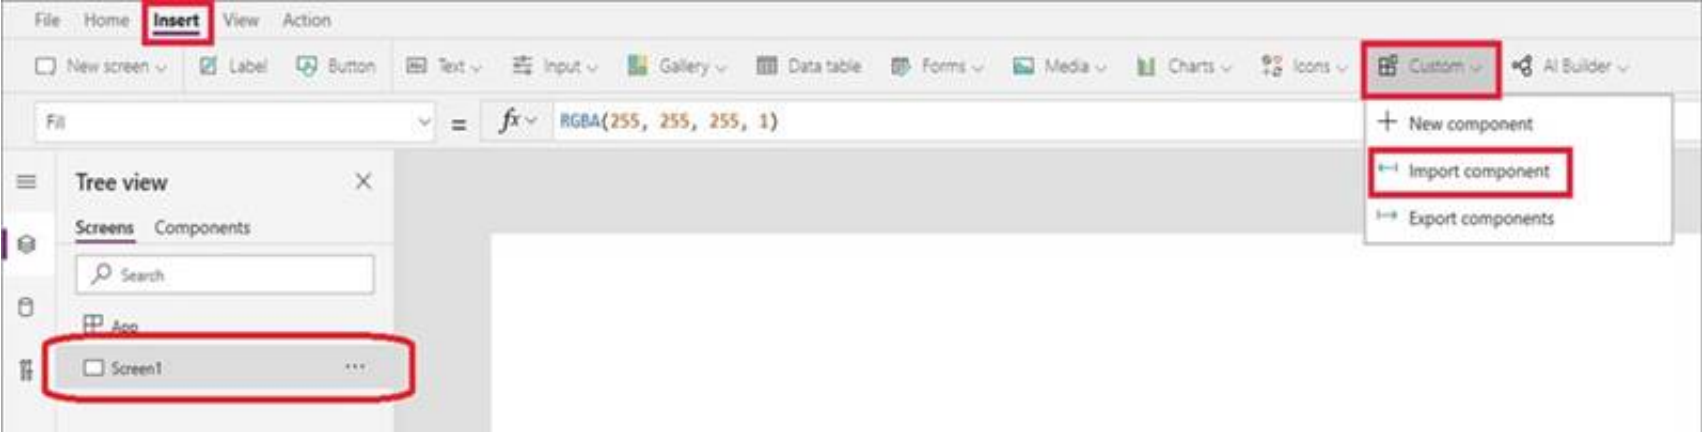 File Home Insert View Action
New screen Label Button Text Input Gallery Data table Forms Media Charts Icons Custom AI Builder
Fill = fx RGBA(255, 255, 255, 1)
+ New component
Import component
Export components
Tree view
Screens Components
Search
App
Screen1 ...